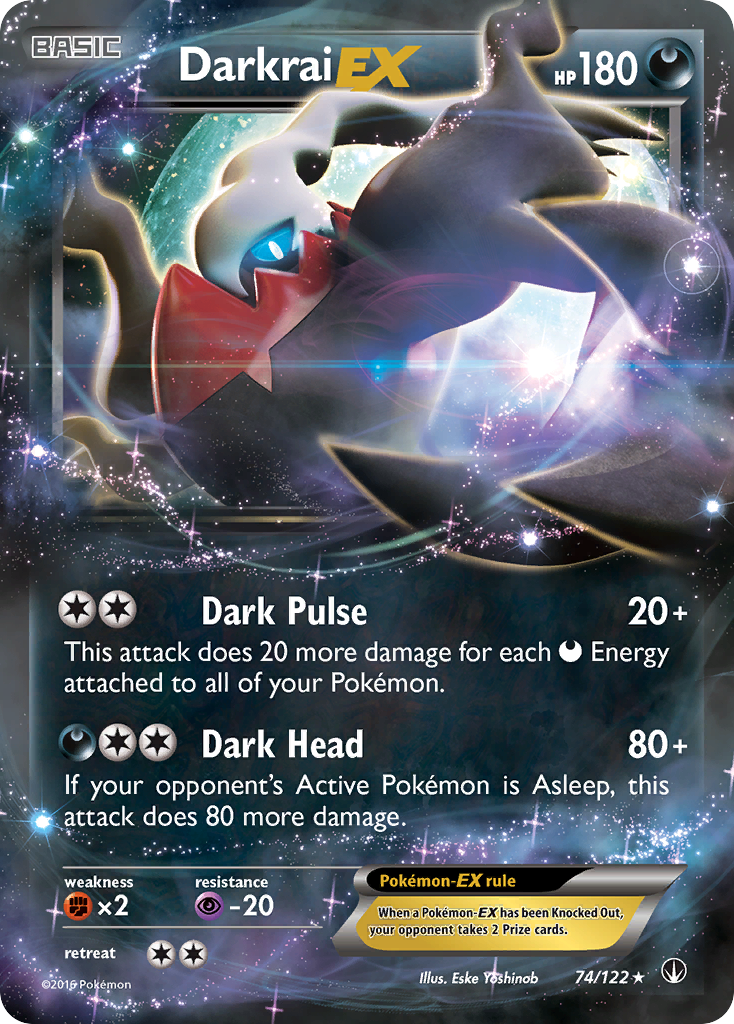 BASIC
Darkrai EX
HP180
Dark Pulse 20+
This attack does 20 more damage for each Energy
attached to all of your Pokémon.
Dark Head 80+
If your opponent's Active Pokémon is Asleep, this
attack does 80 more damage.
weakness resistance
×2 -20
Pokémon-EX rule
When a Pokémon-EX has been Knocked Out,
your opponent takes 2 Prize cards.
retreat
©2016 Pokémon
Illus. Eske Yoshinob
74/122